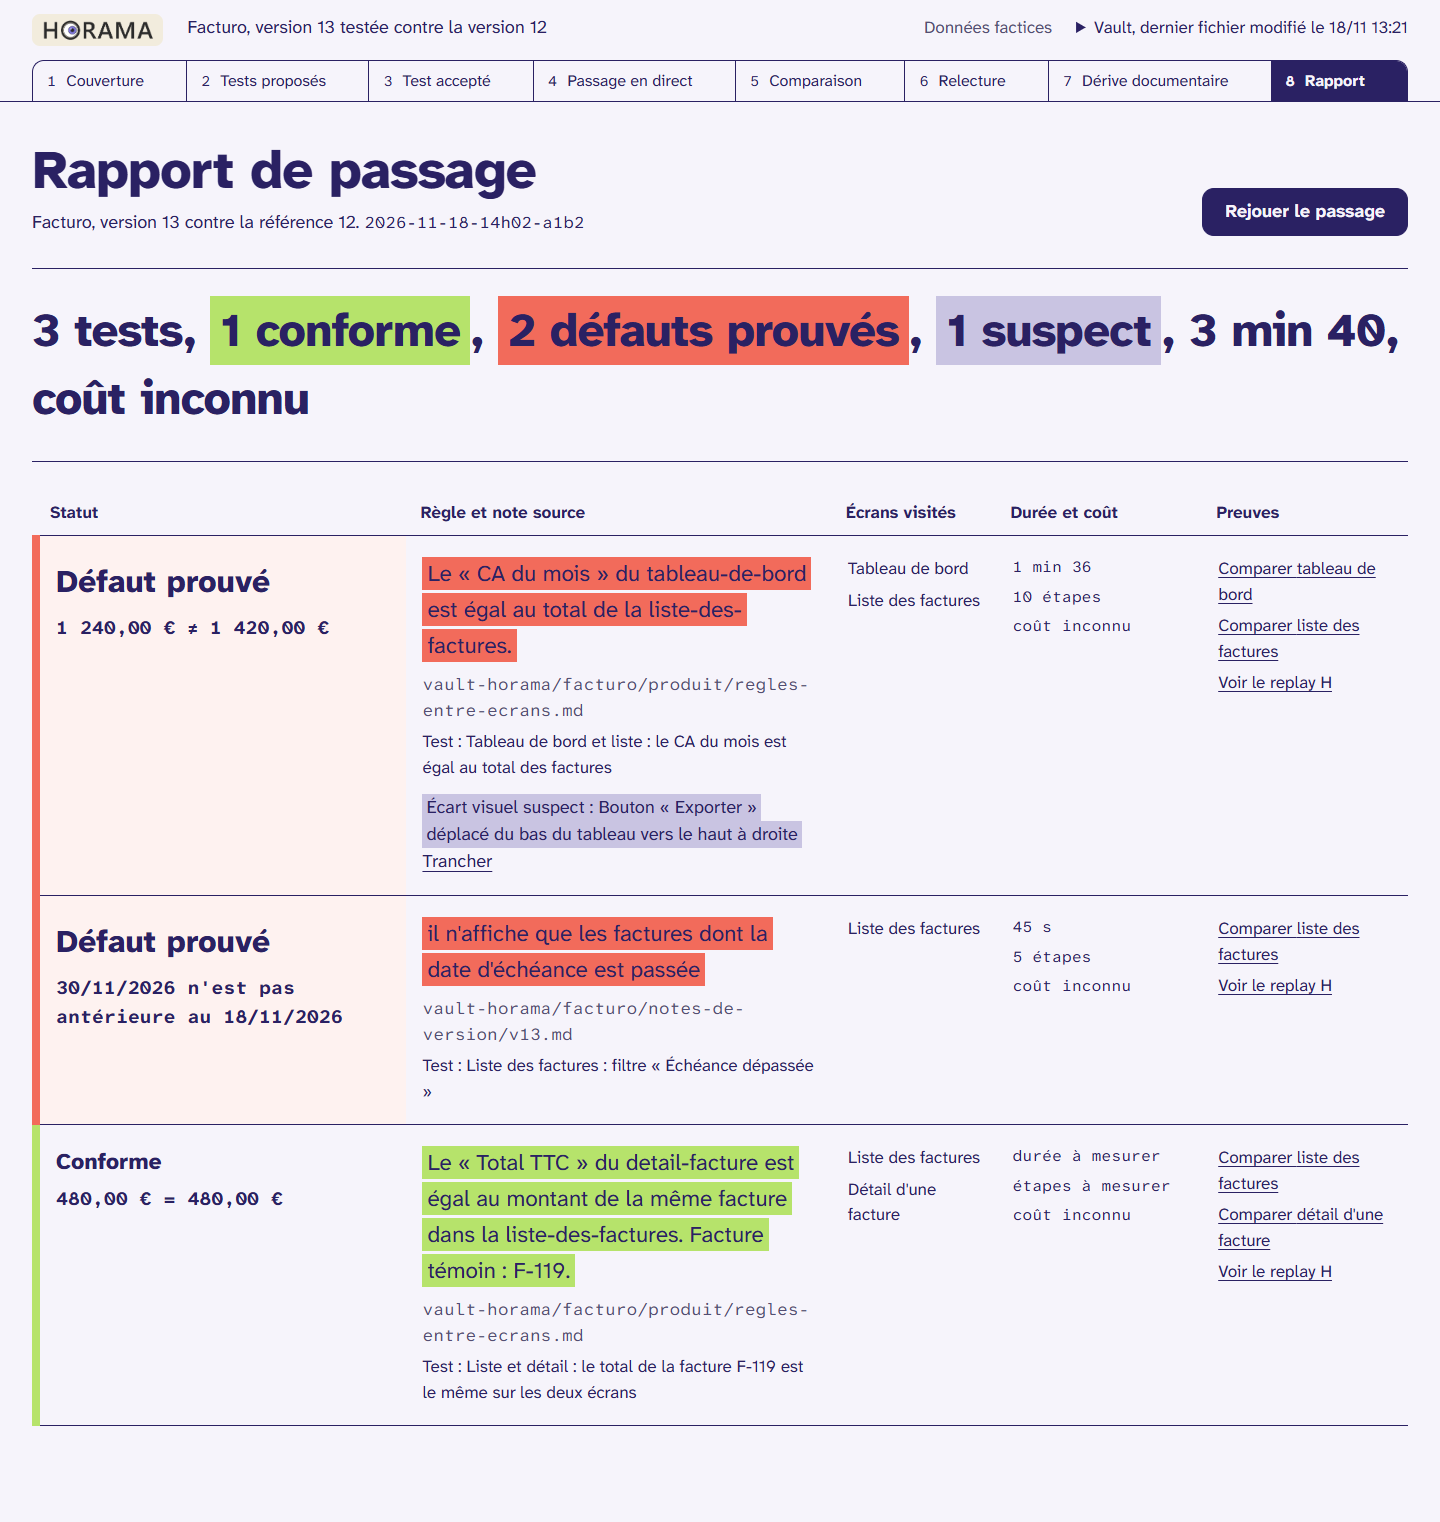 HORAMA
Facturo, version 13 testée contre la version 12
Données factices
▶ Vault, dernier fichier modifié le 18/11 13:21
1 Couverture
2 Tests proposés
3 Test accepté
4 Passage en direct
5 Comparaison
6 Relecture
7 Dérive documentaire
8 Rapport
Rapport de passage
Facturo, version 13 contre la référence 12. 2026-11-18-14h02-a1b2
Rejouer le passage
3 tests, 1 conforme, 2 défauts prouvés, 1 suspect, 3 min 40,
coût inconnu
Statut
Règle et note source
Écrans visités
Durée et coût
Preuves
Défaut prouvé
1 240,00 € ≠ 1 420,00 €
Le « CA du mois » du tableau-de-bord
est égal au total de la liste-des-
factures.
vault-horama/facturo/produit/regles-
entre-ecrans.md
Test : Tableau de bord et liste : le CA du mois est
égal au total des factures
Écart visuel suspect : Bouton « Exporter »
déplacé du bas du tableau vers le haut à droite
Trancher
Tableau de bord
Liste des factures
1 min 36
10 étapes
coût inconnu
Comparer tableau de
bord
Comparer liste des
factures
Voir le replay H
Défaut prouvé
30/11/2026 n'est pas
antérieure au 18/11/2026
il n'affiche que les factures dont la
date d'échéance est passée
vault-horama/facturo/notes-de-
version/v13.md
Test : Liste des factures : filtre « Échéance dépassée
»
Liste des factures
45 s
5 étapes
coût inconnu
Comparer liste des
factures
Voir le replay H
Conforme
480,00 € = 480,00 €
Le « Total TTC » du detail-facture est
égal au montant de la même facture
dans la liste-des-factures. Facture
témoin : F-119.
vault-horama/facturo/produit/regles-
entre-ecrans.md
Test : Liste et détail : le total de la facture F-119 est
le même sur les deux écrans
Liste des factures
Détail d'une
facture
durée à mesurer
étapes à mesurer
coût inconnu
Comparer liste des
factures
Comparer détail d'une
facture
Voir le replay H